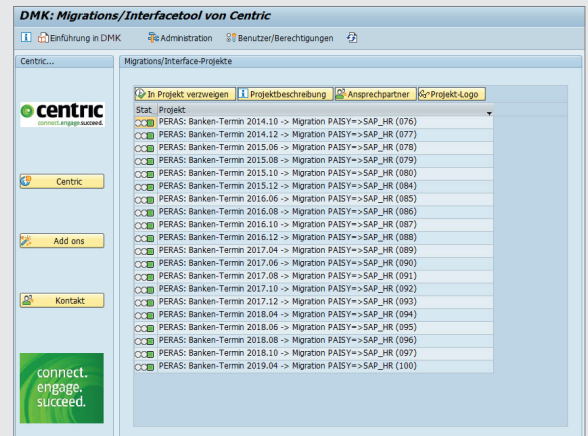 DMK: Migrations/Interfacetool von Centric
Einführung in DMK Administration Benutzer/Berechtigungen
Centric... Migrations/Interface-Projekte
In Projekt verzweigen Projektbeschreibung Ansprechpartner Projekt-Logo
Stat Projekt
PERAS: Banken-Termin 2014.10 -> Migration PAISY=>SAP_HR (076)
PERAS: Banken-Termin 2014.12 -> Migration PAISY=>SAP_HR (077)
PERAS: Banken-Termin 2015.06 -> Migration PAISY=>SAP_HR (078)
PERAS: Banken-Termin 2015.08 -> Migration PAISY=>SAP_HR (079)
PERAS: Banken-Termin 2015.10 -> Migration PAISY=>SAP_HR (080)
PERAS: Banken-Termin 2015.12 -> Migration PAISY=>SAP_HR (084)
PERAS: Banken-Termin 2016.06 -> Migration PAISY=>SAP_HR (085)
PERAS: Banken-Termin 2016.08 -> Migration PAISY=>SAP_HR (086)
PERAS: Banken-Termin 2016.10 -> Migration PAISY=>SAP_HR (087)
PERAS: Banken-Termin 2016.12 -> Migration PAISY=>SAP_HR (088)
PERAS: Banken-Termin 2017.04 -> Migration PAISY=>SAP_HR (089)
PERAS: Banken-Termin 2017.06 -> Migration PAISY=>SAP_HR (090)
PERAS: Banken-Termin 2017.08 -> Migration PAISY=>SAP_HR (091)
PERAS: Banken-Termin 2017.10 -> Migration PAISY=>SAP_HR (092)
PERAS: Banken-Termin 2017.12 -> Migration PAISY=>SAP_HR (093)
PERAS: Banken-Termin 2018.04 -> Migration PAISY=>SAP_HR (094)
PERAS: Banken-Termin 2018.06 -> Migration PAISY=>SAP_HR (095)
PERAS: Banken-Termin 2018.08 -> Migration PAISY=>SAP_HR (096)
PERAS: Banken-Termin 2018.10 -> Migration PAISY=>SAP_HR (097)
PERAS: Banken-Termin 2019.04 -> Migration PAISY=>SAP_HR (100)
centric
connect.engage.succeed.
Centric
Add ons
Kontakt
connect.
engage.
succeed.